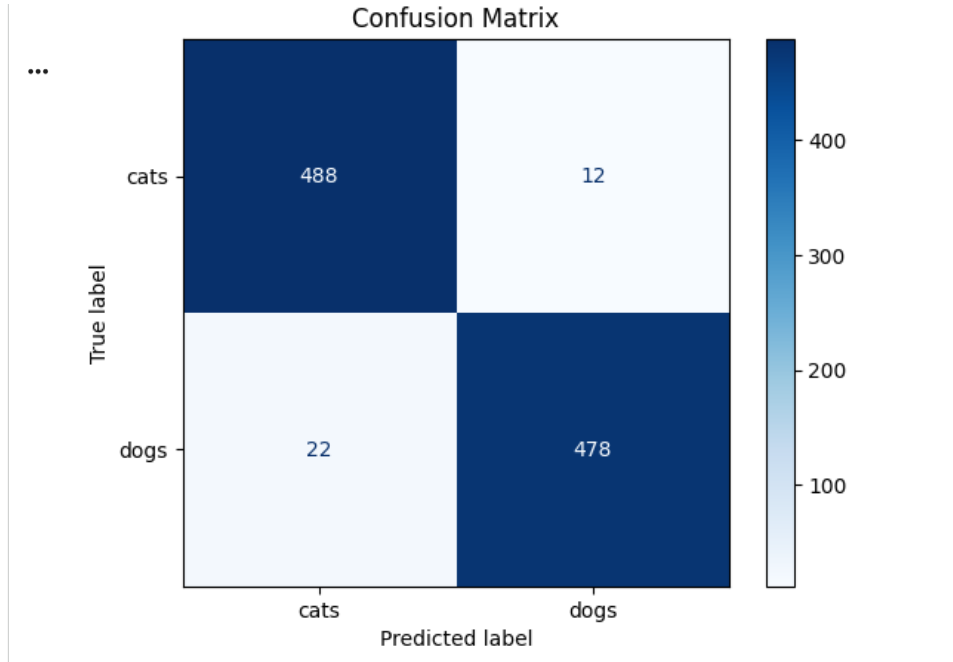 Confusion Matrix
...
cats
488
12
dogs
22
478
True label
cats
dogs
Predicted label
400
300
200
100